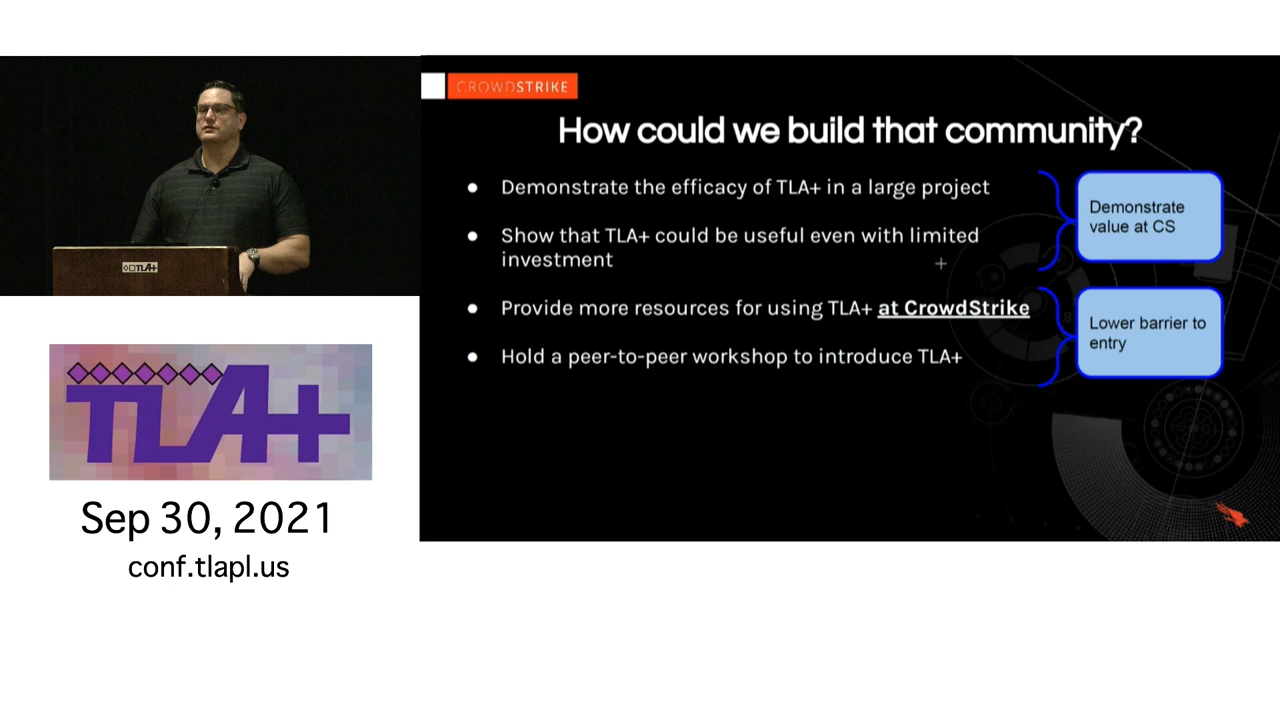 TLA+
TLA+
Sep 30, 2021
conf.tlapl.us
CROWDSTRIKE
How could we build that community?
● Demonstrate the efficacy of TLA+ in a large project
● Show that TLA+ could be useful even with limited
investment
● Provide more resources for using TLA+ at CrowdStrike
● Hold a peer-to-peer workshop to introduce TLA+
Demonstrate
value at CS
Lower barrier to
entry